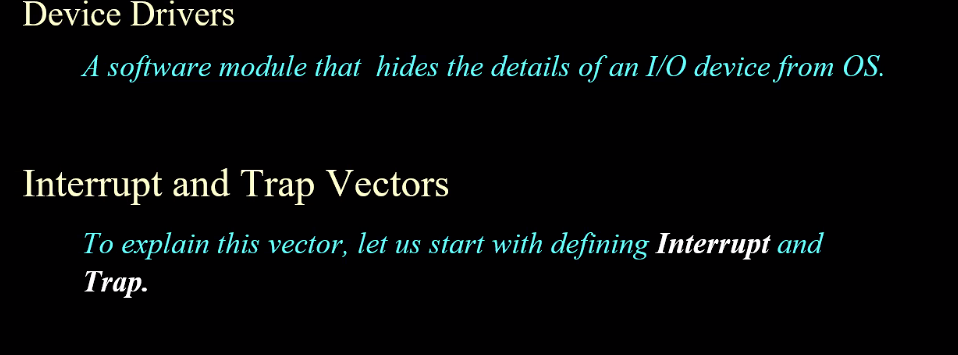 Device Drivers
A software module that  hides the details of an I/O device from OS.
Interrupt and Trap Vectors
To explain this vector, let us start with defining Interrupt and
Trap.